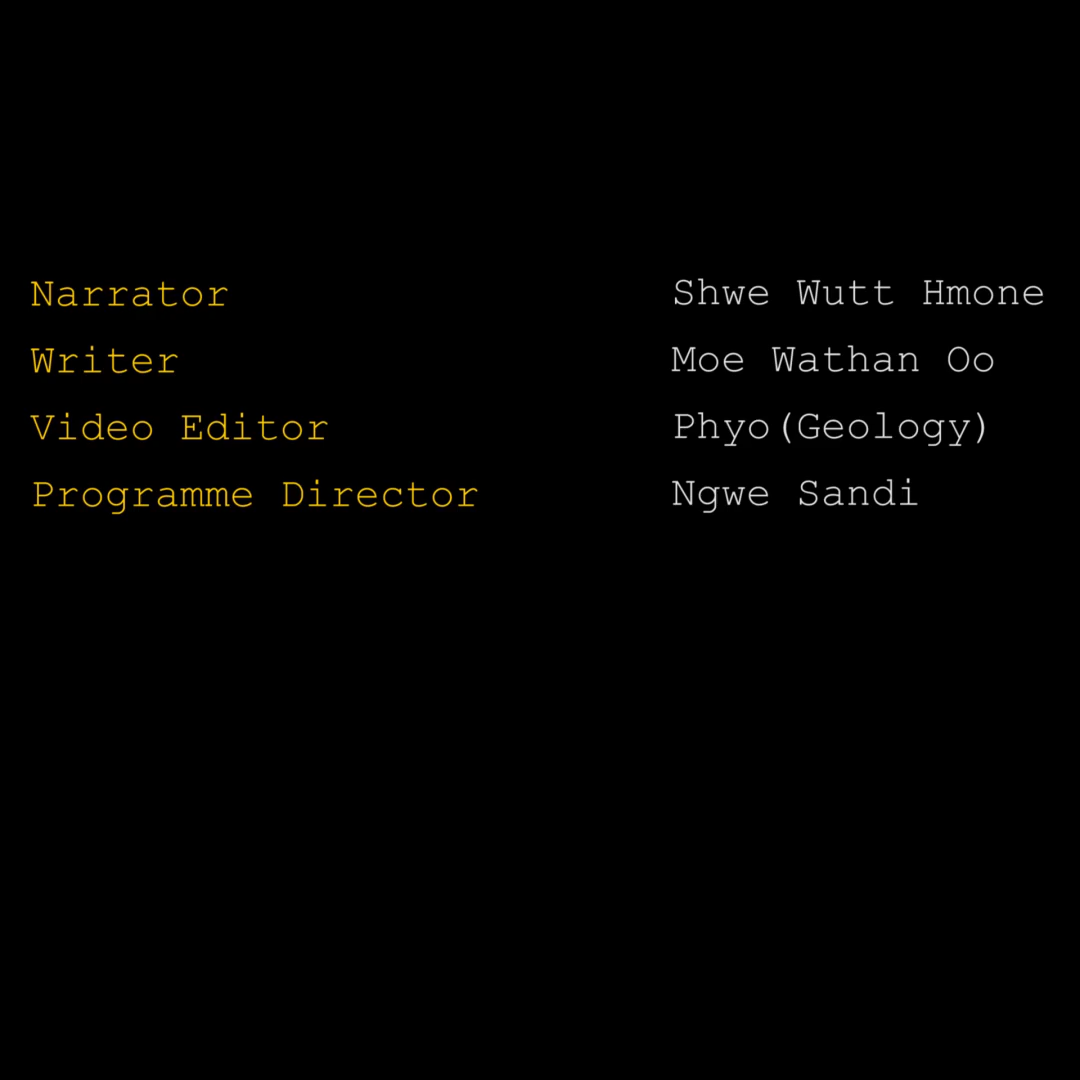 Narrator Shwe Wutt Hmone
Writer Moe Wathan Oo
Video Editor Phyo(Geology)
Programme Director Ngwe Sandi